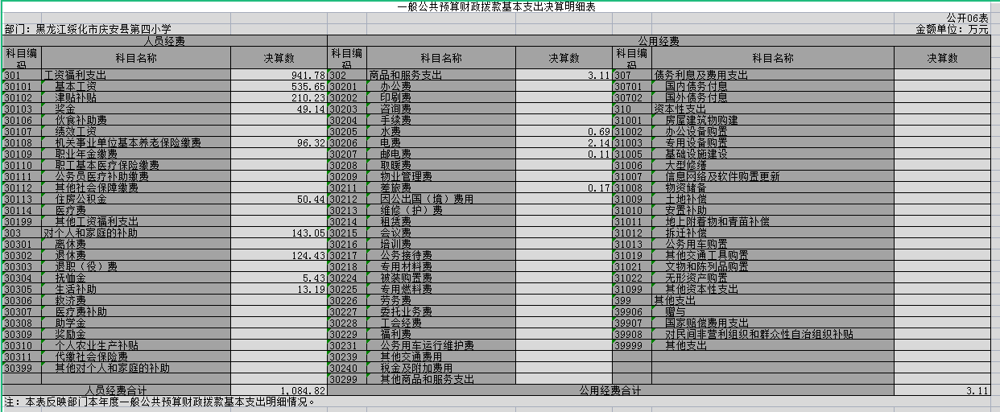 一般公共预算财政拨款基本支出决算明细表
公开06表
部门：黑龙江绥化市庆安县第四小学 金额单位：万元
人员经费 公用经费
科目编码 科目名称 决算数 科目编码 科目名称 决算数 科目编码 科目名称 决算数
301 工资福利支出 941.78 302 商品和服务支出 3.11 307 债务利息及费用支出
30101 基本工资 535.65 30201 办公费 30701 国内债务付息
30102 津贴补贴 210.23 30202 印刷费 30702 国外债务付息
30103 奖金 49.14 30203 咨询费 310 资本性支出
30106 伙食补助费 30204 手续费 31001 房屋建筑物购建
30107 绩效工资 30205 水费 0.69 31002 办公设备购置
30108 机关事业单位基本养老保险缴费 96.32 30206 电费 2.14 31003 专用设备购置
30109 职业年金缴费 30207 邮电费 0.11 31005 基础设施建设
30110 职工基本医疗保险缴费 30208 取暖费 31006 大型修缮
30111 公务员医疗补助缴费 30209 物业管理费 31007 信息网络及软件购置更新
30112 其他社会保障缴费 30211 差旅费 0.17 31008 物资储备
30113 住房公积金 50.44 30212 因公出国（境）费用 31009 土地补偿
30114 医疗费 30213 维修（护）费 31010 安置补助
30199 其他工资福利支出 30214 租赁费 31011 地上附着物和青苗补偿
303 对个人和家庭的补助 143.05 30215 会议费 31012 拆迁补偿
30301 离休费 30216 培训费 31013 公务用车购置
30302 退休费 124.43 30217 公务接待费 31019 其他交通工具购置
30303 退职（役）费 30218 专用材料费 31021 文物和陈列品购置
30304 抚恤金 5.43 30224 被装购置费 31022 无形资产购置
30305 生活补助 13.19 30225 专用燃料费 31099 其他资本性支出
30306 救济费 30226 劳务费 399 其他支出
30307 医疗费补助 30227 委托业务费 39906 赠与
30308 助学金 30228 工会经费 39907 国家赔偿费用支出
30309 奖励金 30229 福利费 39908 对民间非营利组织和群众性自治组织补贴
30310 个人农业生产补贴 30231 公务用车运行维护费 39999 其他支出
30311 代缴社会保险费 30239 其他交通费用
30399 其他对个人和家庭的补助 30240 税金及附加费用
30299 其他商品和服务支出
人员经费合计 1,084.82 公用经费合计 3.11
注：本表反映部门本年度一般公共预算财政拨款基本支出明细情况。